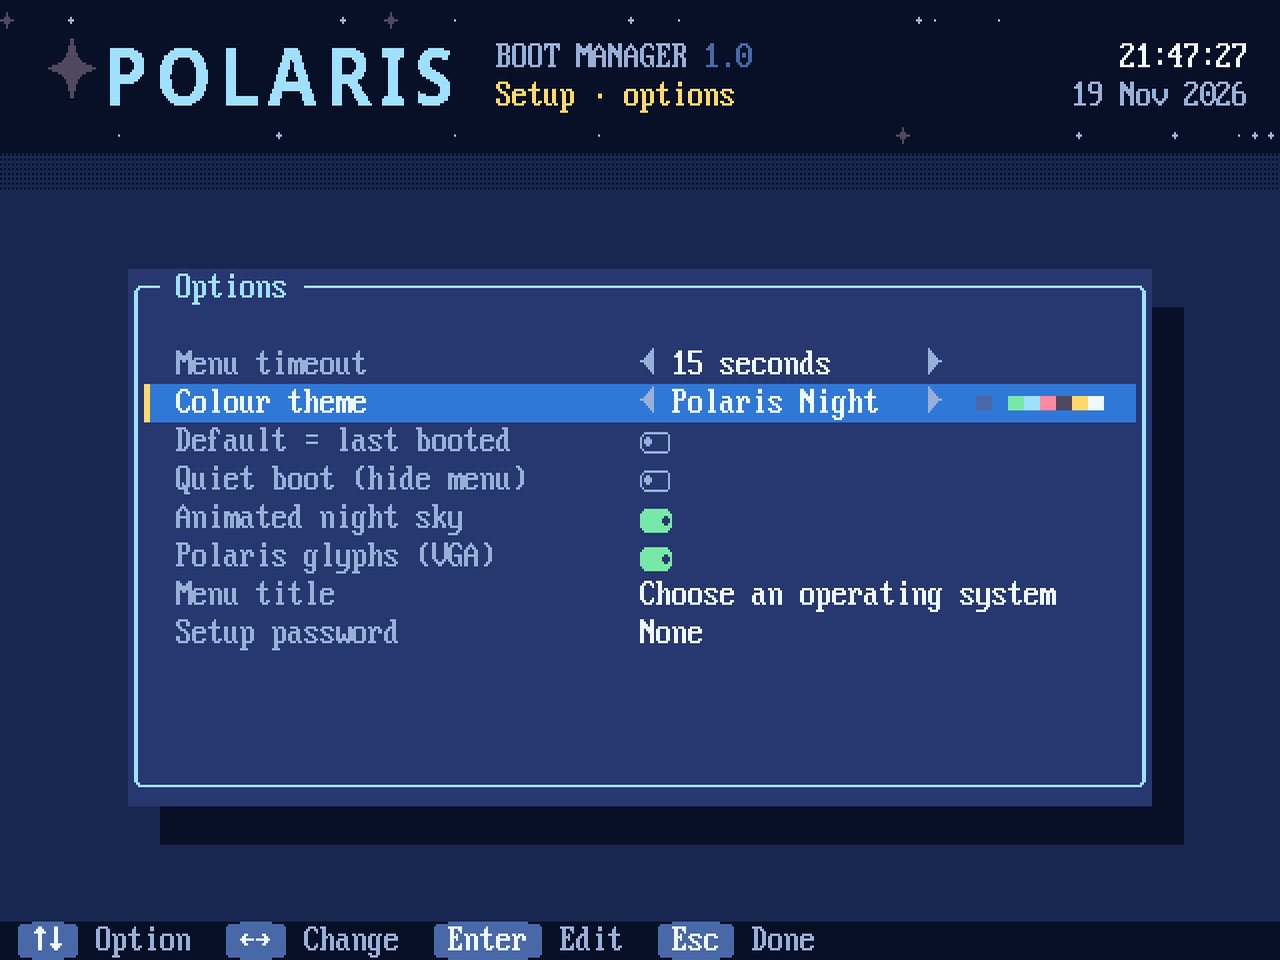 POLARIS
BOOT MANAGER 1.0
Setup · options
21:47:27
19 Nov 2026
Options
Menu timeout 15 seconds
Colour theme Polaris Night
Default = last booted
Quiet boot (hide menu)
Animated night sky
Polaris glyphs (VGA)
Menu title Choose an operating system
Setup password None
↑↓ Option ↔ Change Enter Edit Esc Done